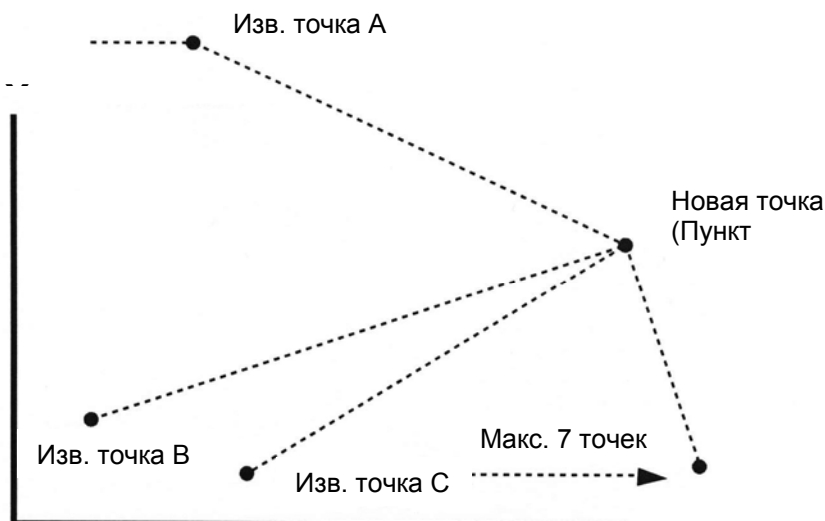 Изв. точка A
Новая точка
(Пункт
Макс. 7 точек
Изв. точка B
Изв. точка C